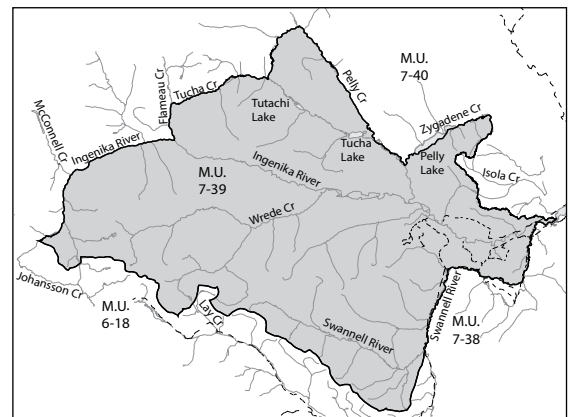 M.U.
7-40
Pelly Cr
Flameau Cr
Tucha Cr
Tutachi
Lake
Zygadene Cr
McConnell Cr
Ingenika River
Tucha
Lake
Pelly
Lake
Isola Cr
M.U.
7-39
Ingenika River
Wrede Cr
Johansson Cr
M.U.
6-18
Lay Cr
Swannell River
Swannell River
M.U.
7-38